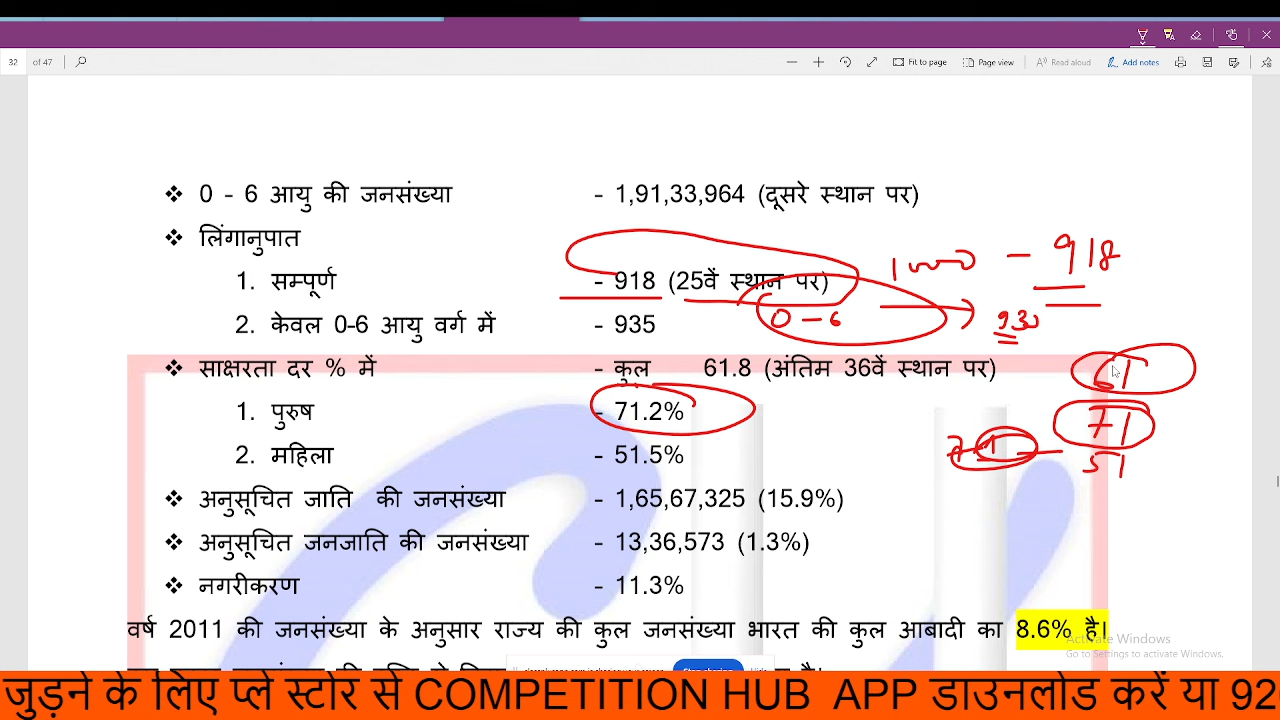 32 of 47 Fit to page Page view Read aloud Add notes
❖ 0 - 6 आयु की जनसंख्या - 1,91,33,964 (दूसरे स्थान पर)
❖ लिंगानुपात
1000 - 918
1. सम्पूर्ण - 918 (25वें स्थान पर)
2. केवल 0-6 आयु वर्ग में - 935
0 - 6
❖ साक्षरता दर % में - कुल 61.8 (अंतिम 36वें स्थान पर) 61
1. पुरुष - 71.2% 71
2. महिला - 51.5% 51
❖ अनुसूचित जाति की जनसंख्या - 1,65,67,325 (15.9%)
❖ अनुसूचित जनजाति की जनसंख्या - 13,36,573 (1.3%)
❖ नगरीकरण - 11.3%
वर्ष 2011 की जनसंख्या के अनुसार राज्य की कुल जनसंख्या भारत की कुल आबादी का 8.6% है।
Activate Windows
Go to Settings to activate Windows.
जुड़ने के लिए प्ले स्टोर से COMPETITION HUB APP डाउनलोड करें या 92